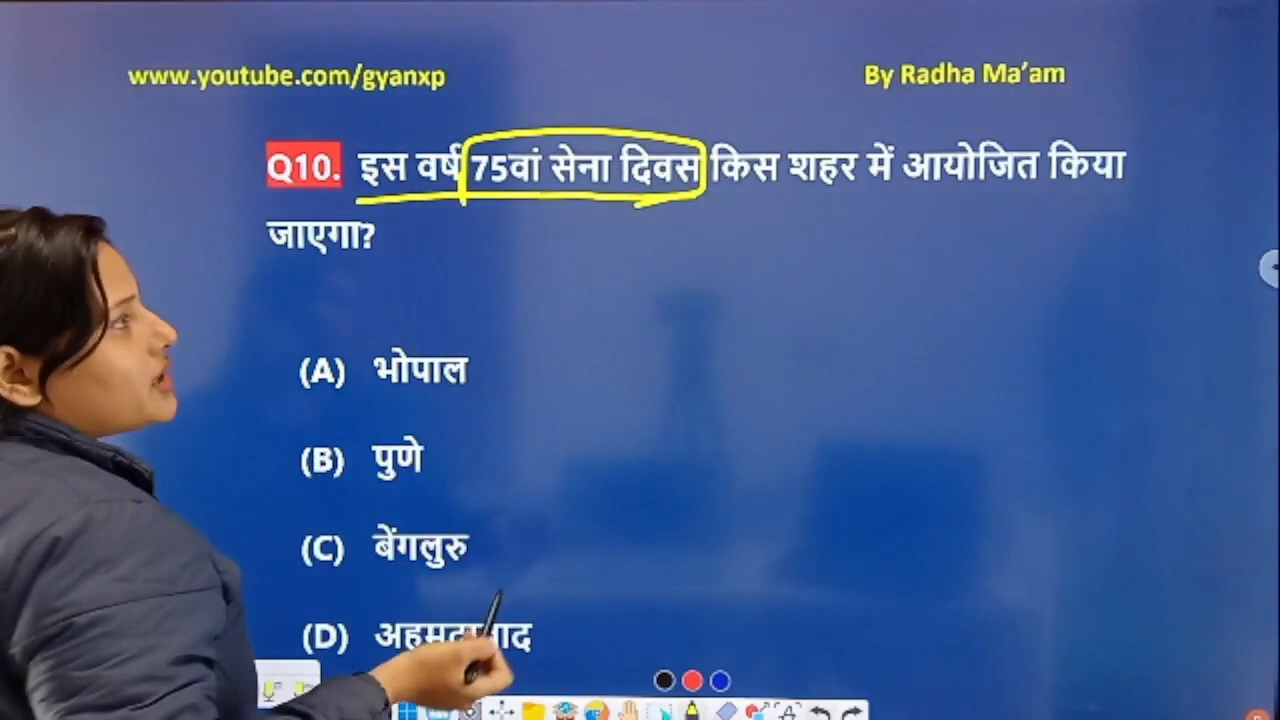 www.youtube.com/gyanxp
By Radha Ma'am
Q10. इस वर्ष 75वां सेना दिवस किस शहर में आयोजित किया
जाएगा?
(A) भोपाल
(B) पुणे
(C) बेंगलुरु
(D)